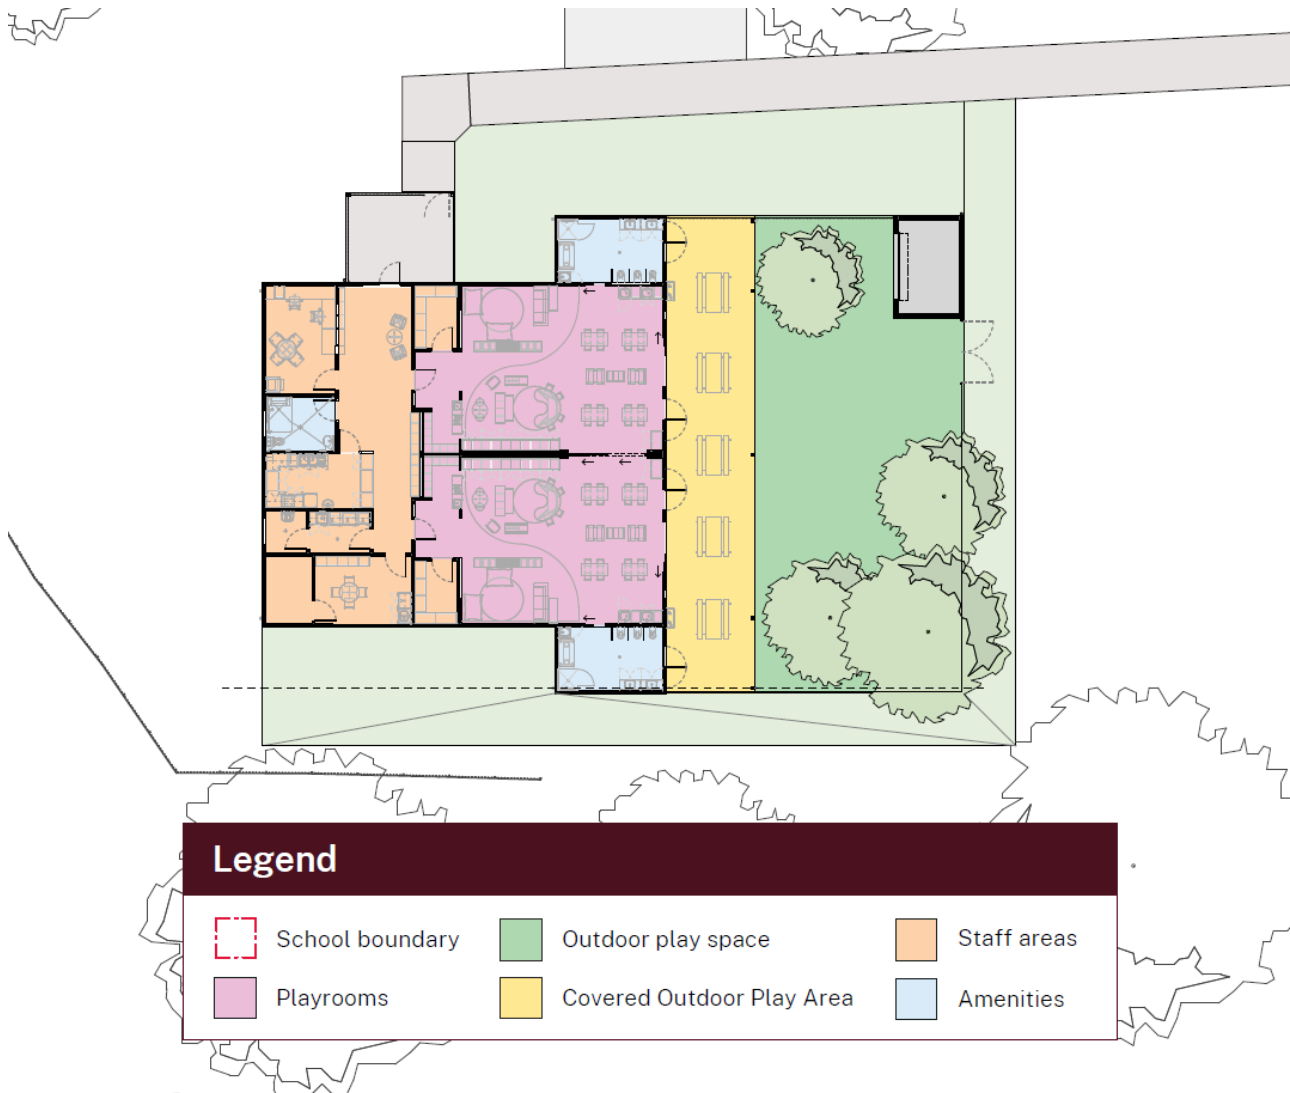 Legend
School boundary
Outdoor play space
Staff areas
Playrooms
Covered Outdoor Play Area
Amenities